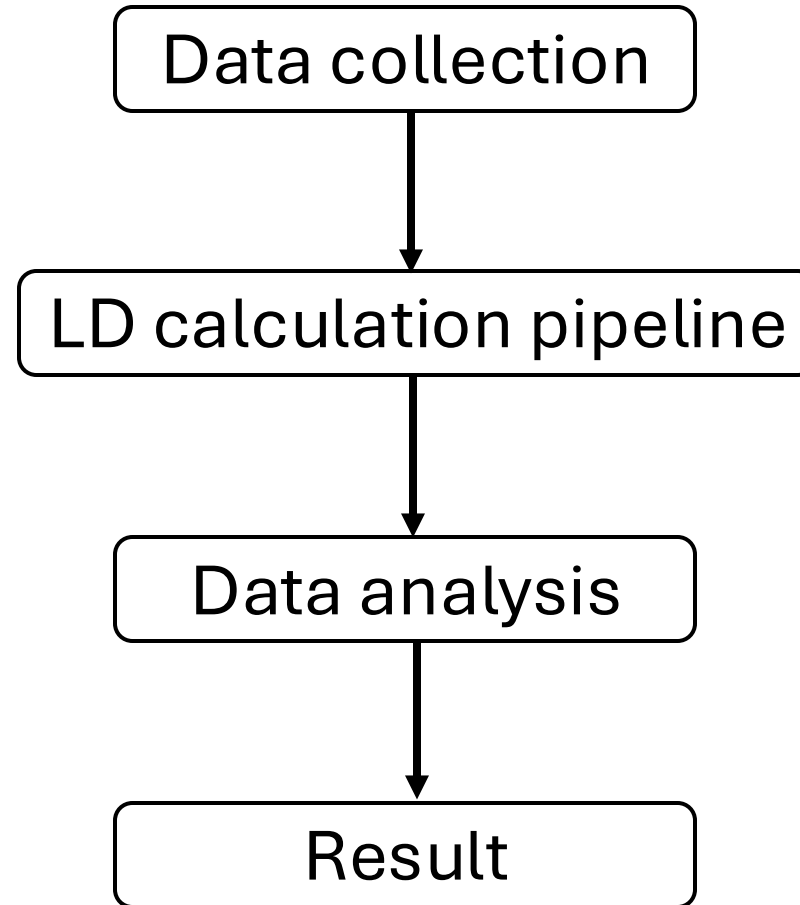 Data collection
LD calculation pipeline
Data analysis
Result